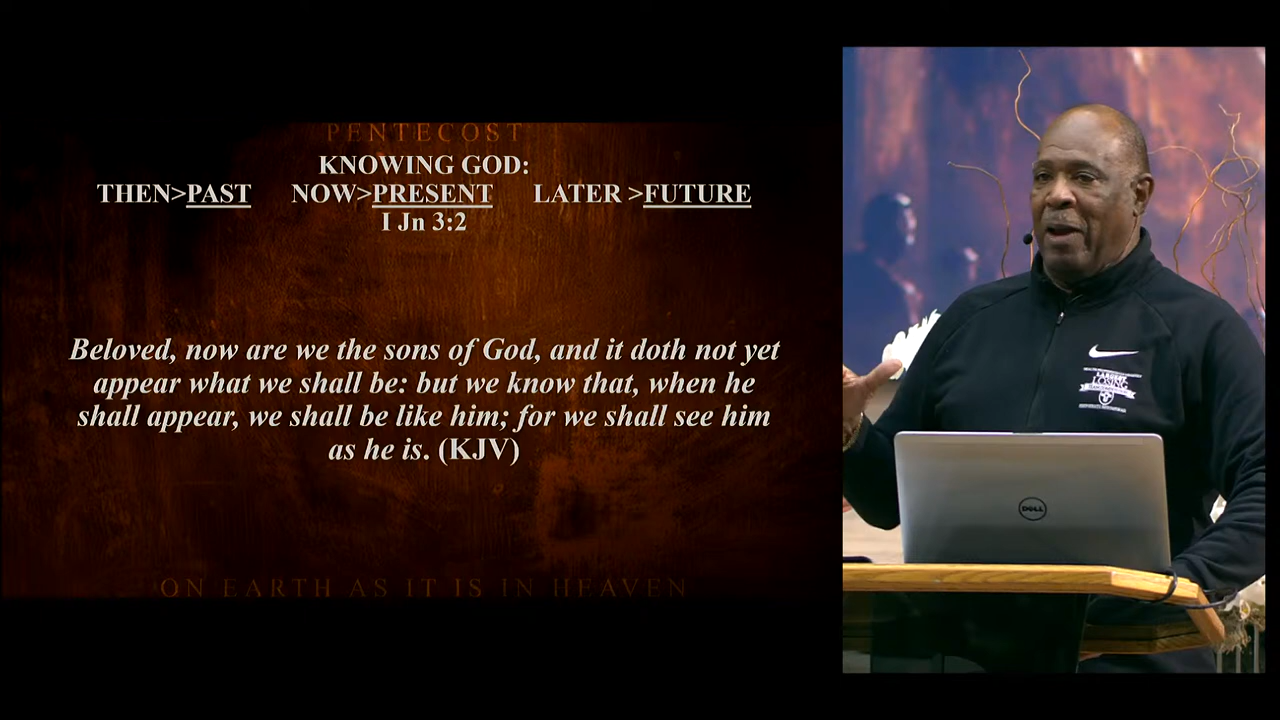 PENTECOST
KNOWING GOD:
THEN>PAST NOW>PRESENT LATER >FUTURE
I Jn 3:2
Beloved, now are we the sons of God, and it doth not yet
appear what we shall be: but we know that, when he
shall appear, we shall be like him; for we shall see him
as he is. (KJV)
ON EARTH AS IT IS IN HEAVEN
DELL